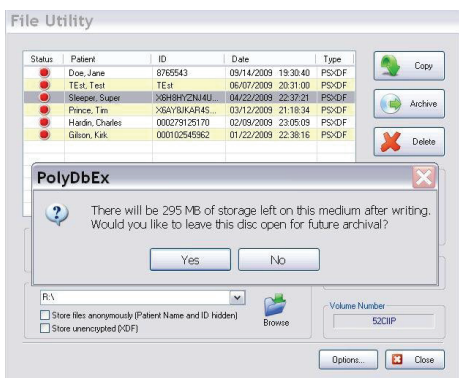 File Utility
Status Patient ID Date Type
Doe, Jane 8765543 09/14/2009 19:30:40 PSXDF
TEst, Test TEst 06/07/2009 20:31:00 PSXDF
Sleeper, Super >6H8HYZNJ4U... 04/22/2009 22:37:21 PSXDF
Prince, Tim X6AY8JKAR4S... 03/12/2009 21:18:34 PSXDF
Hardin, Charles 000279125170 02/09/2009 23:05:09 PSXDF
Gilson, Kirk 000102545962 01/22/2009 22:38:16 PSXDF
Copy
Archive
Delete
PolyDbEx
There will be 295 MB of storage left on this medium after writing.
Would you like to leave this disc open for future archival?
Yes No
R:\
Store files anonymously (Patient Name and ID hidden)
Store unencrypted (XDF)
Browse
Volume Number
52CIIP
Options... Close